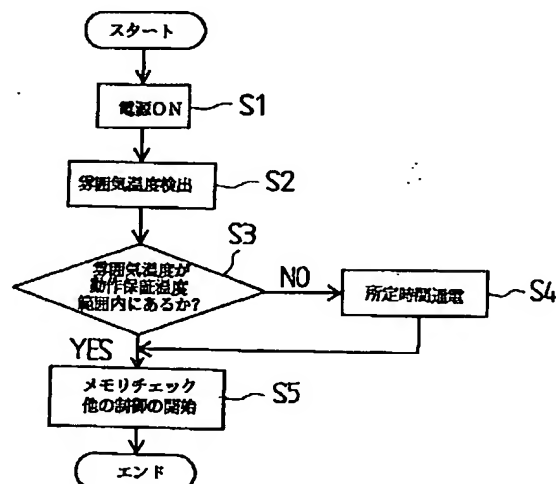 スタート
電源ON
S1
雰囲気温度検出
S2
雰囲気温度が
動作保証温度
範囲内にあるか?
S3
NO
所定時間通電
S4
YES
メモリチェック
他の制御の開始
S5
エンド